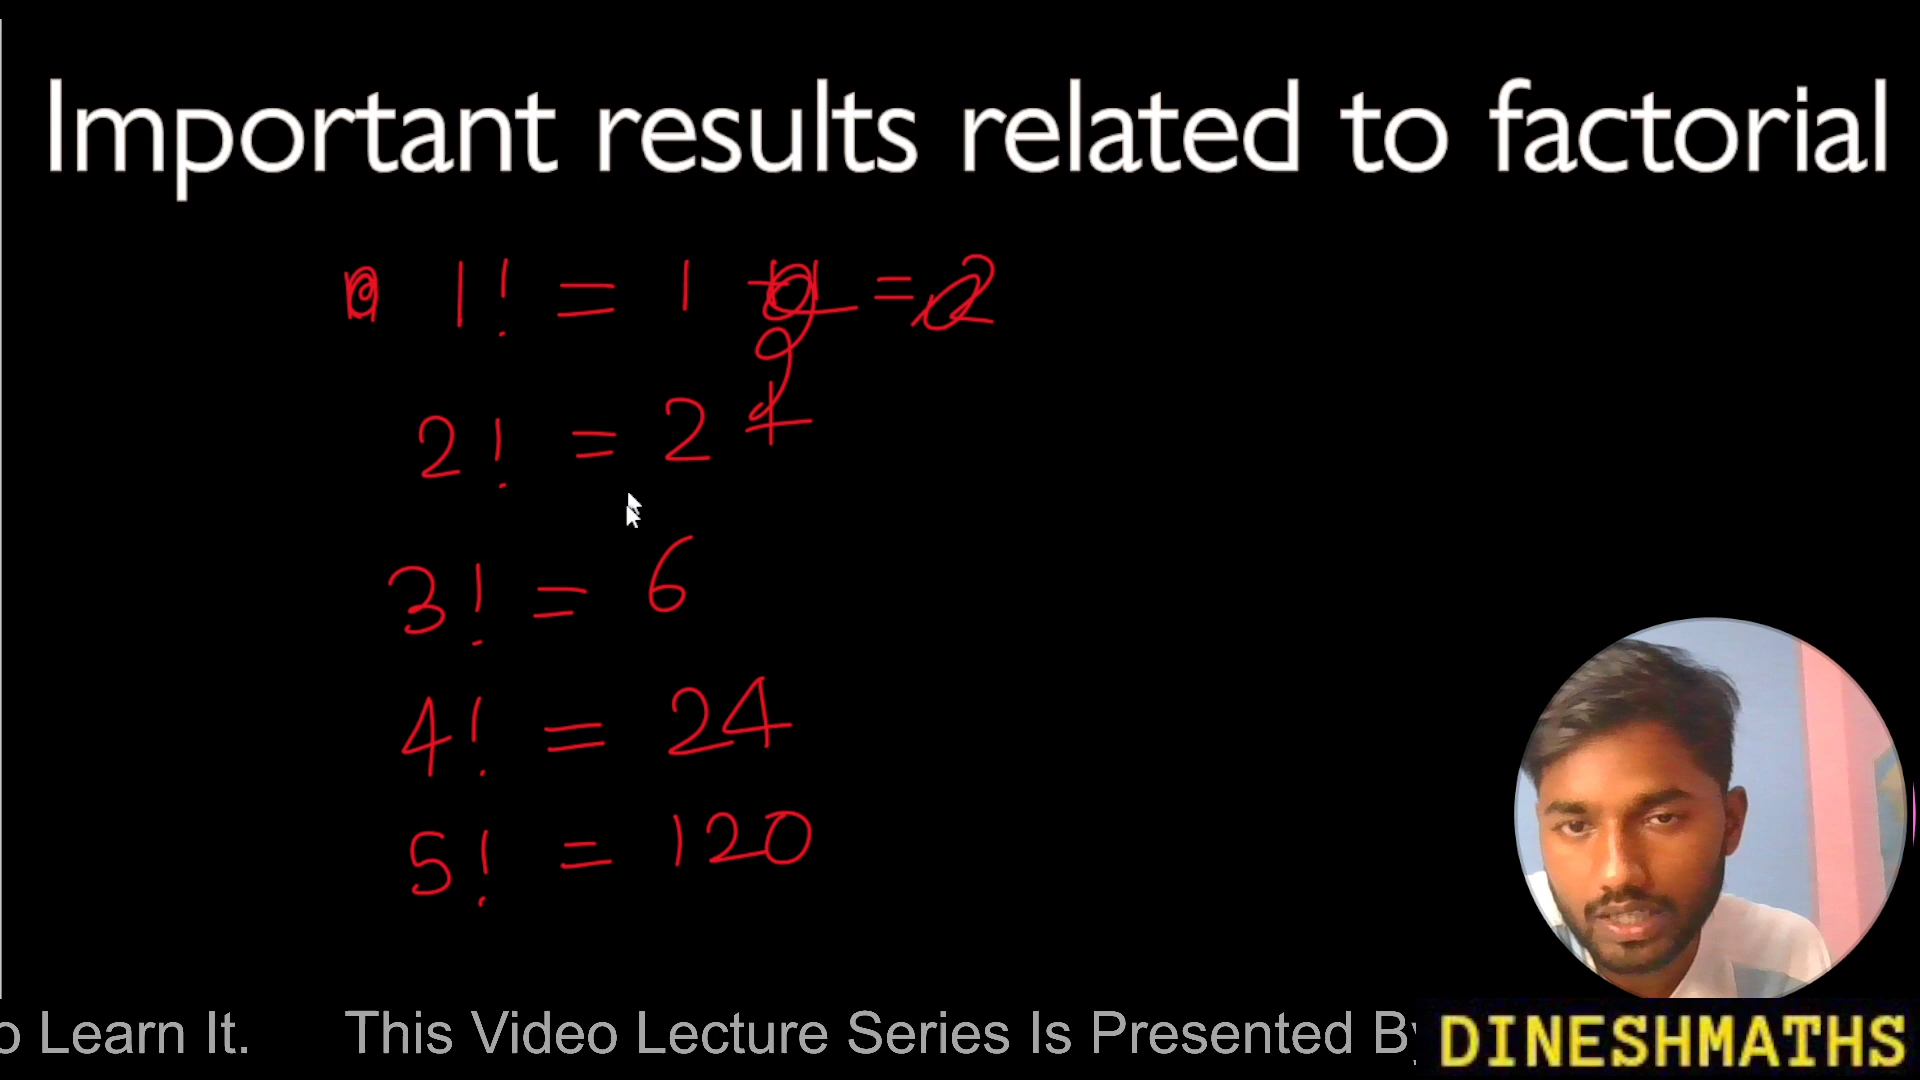 Important results related to factorial
1! = 1 = 2
2! = 2
3! = 6
4! = 24
5! = 120
o Learn It. This Video Lecture Series Is Presented By
DINESHMATHS